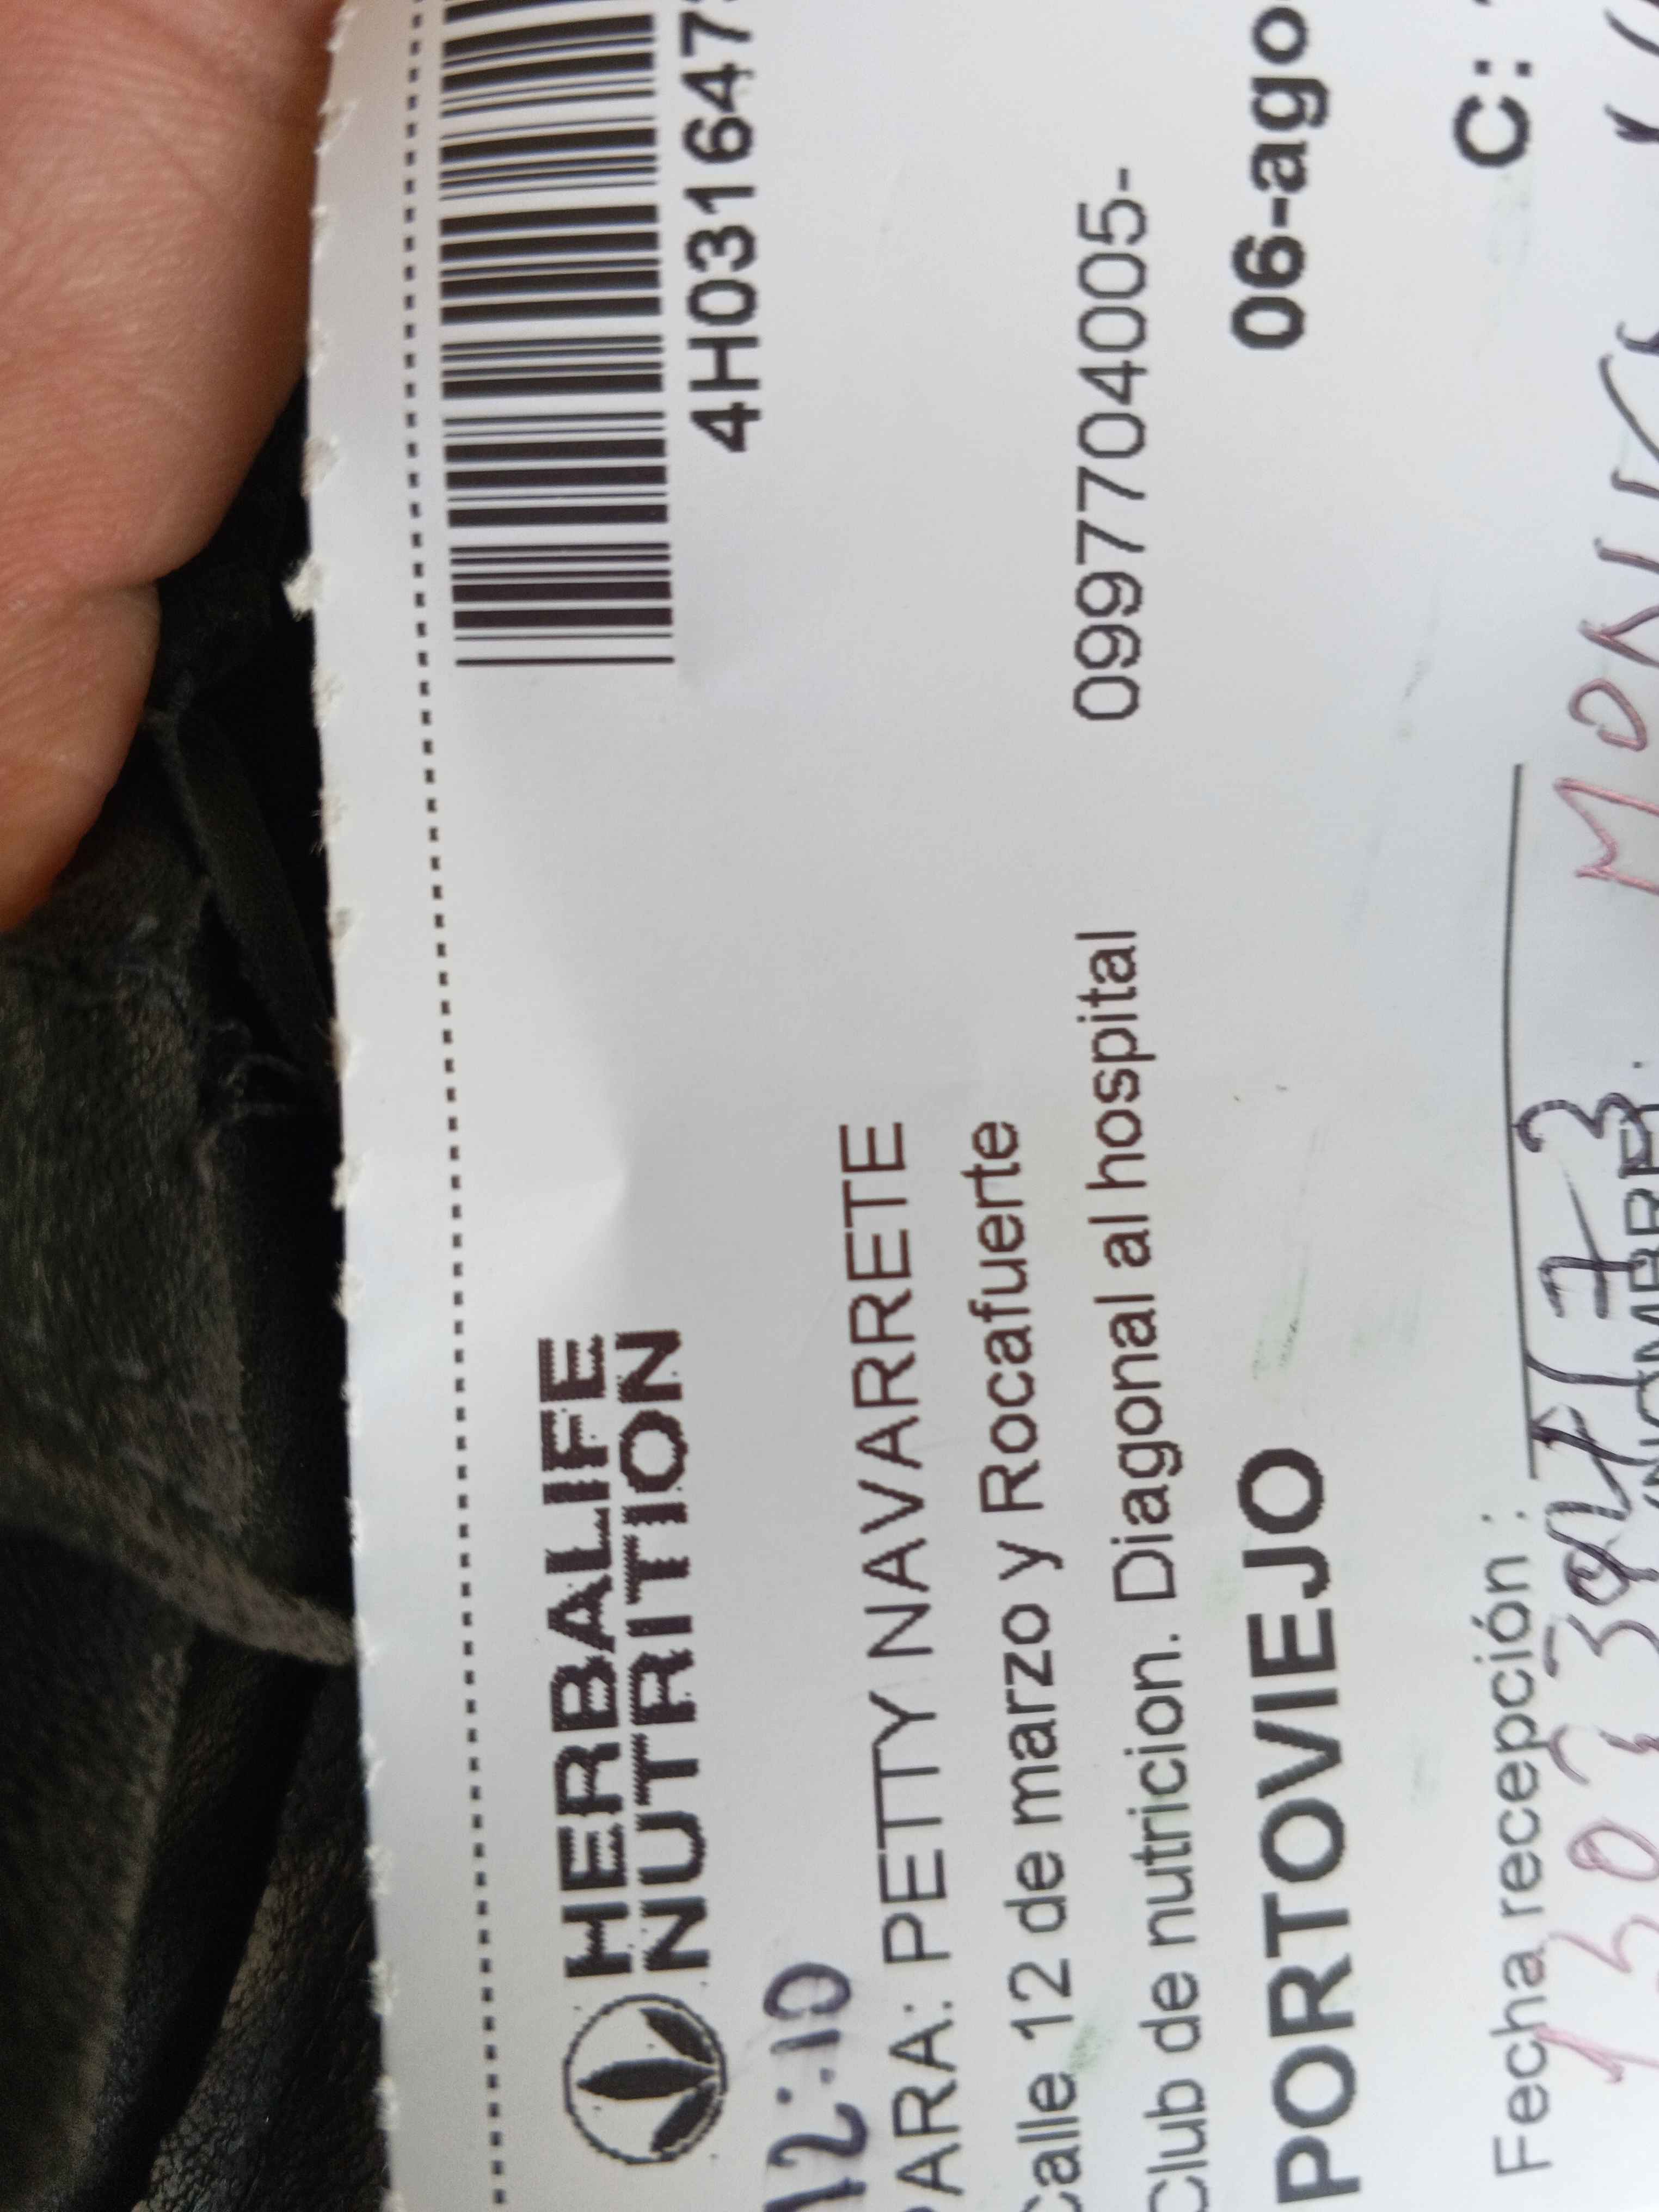 HERBALIFE
NUTRITION
4H0316473
12:10
PARA: PETTY NAVARRETE
Calle 12 de marzo y Rocafuerte
Club de nutricion. Diagonal al hospital 0997704005-
PORTOVIEJO 06-ago
C:
Fecha recepción :